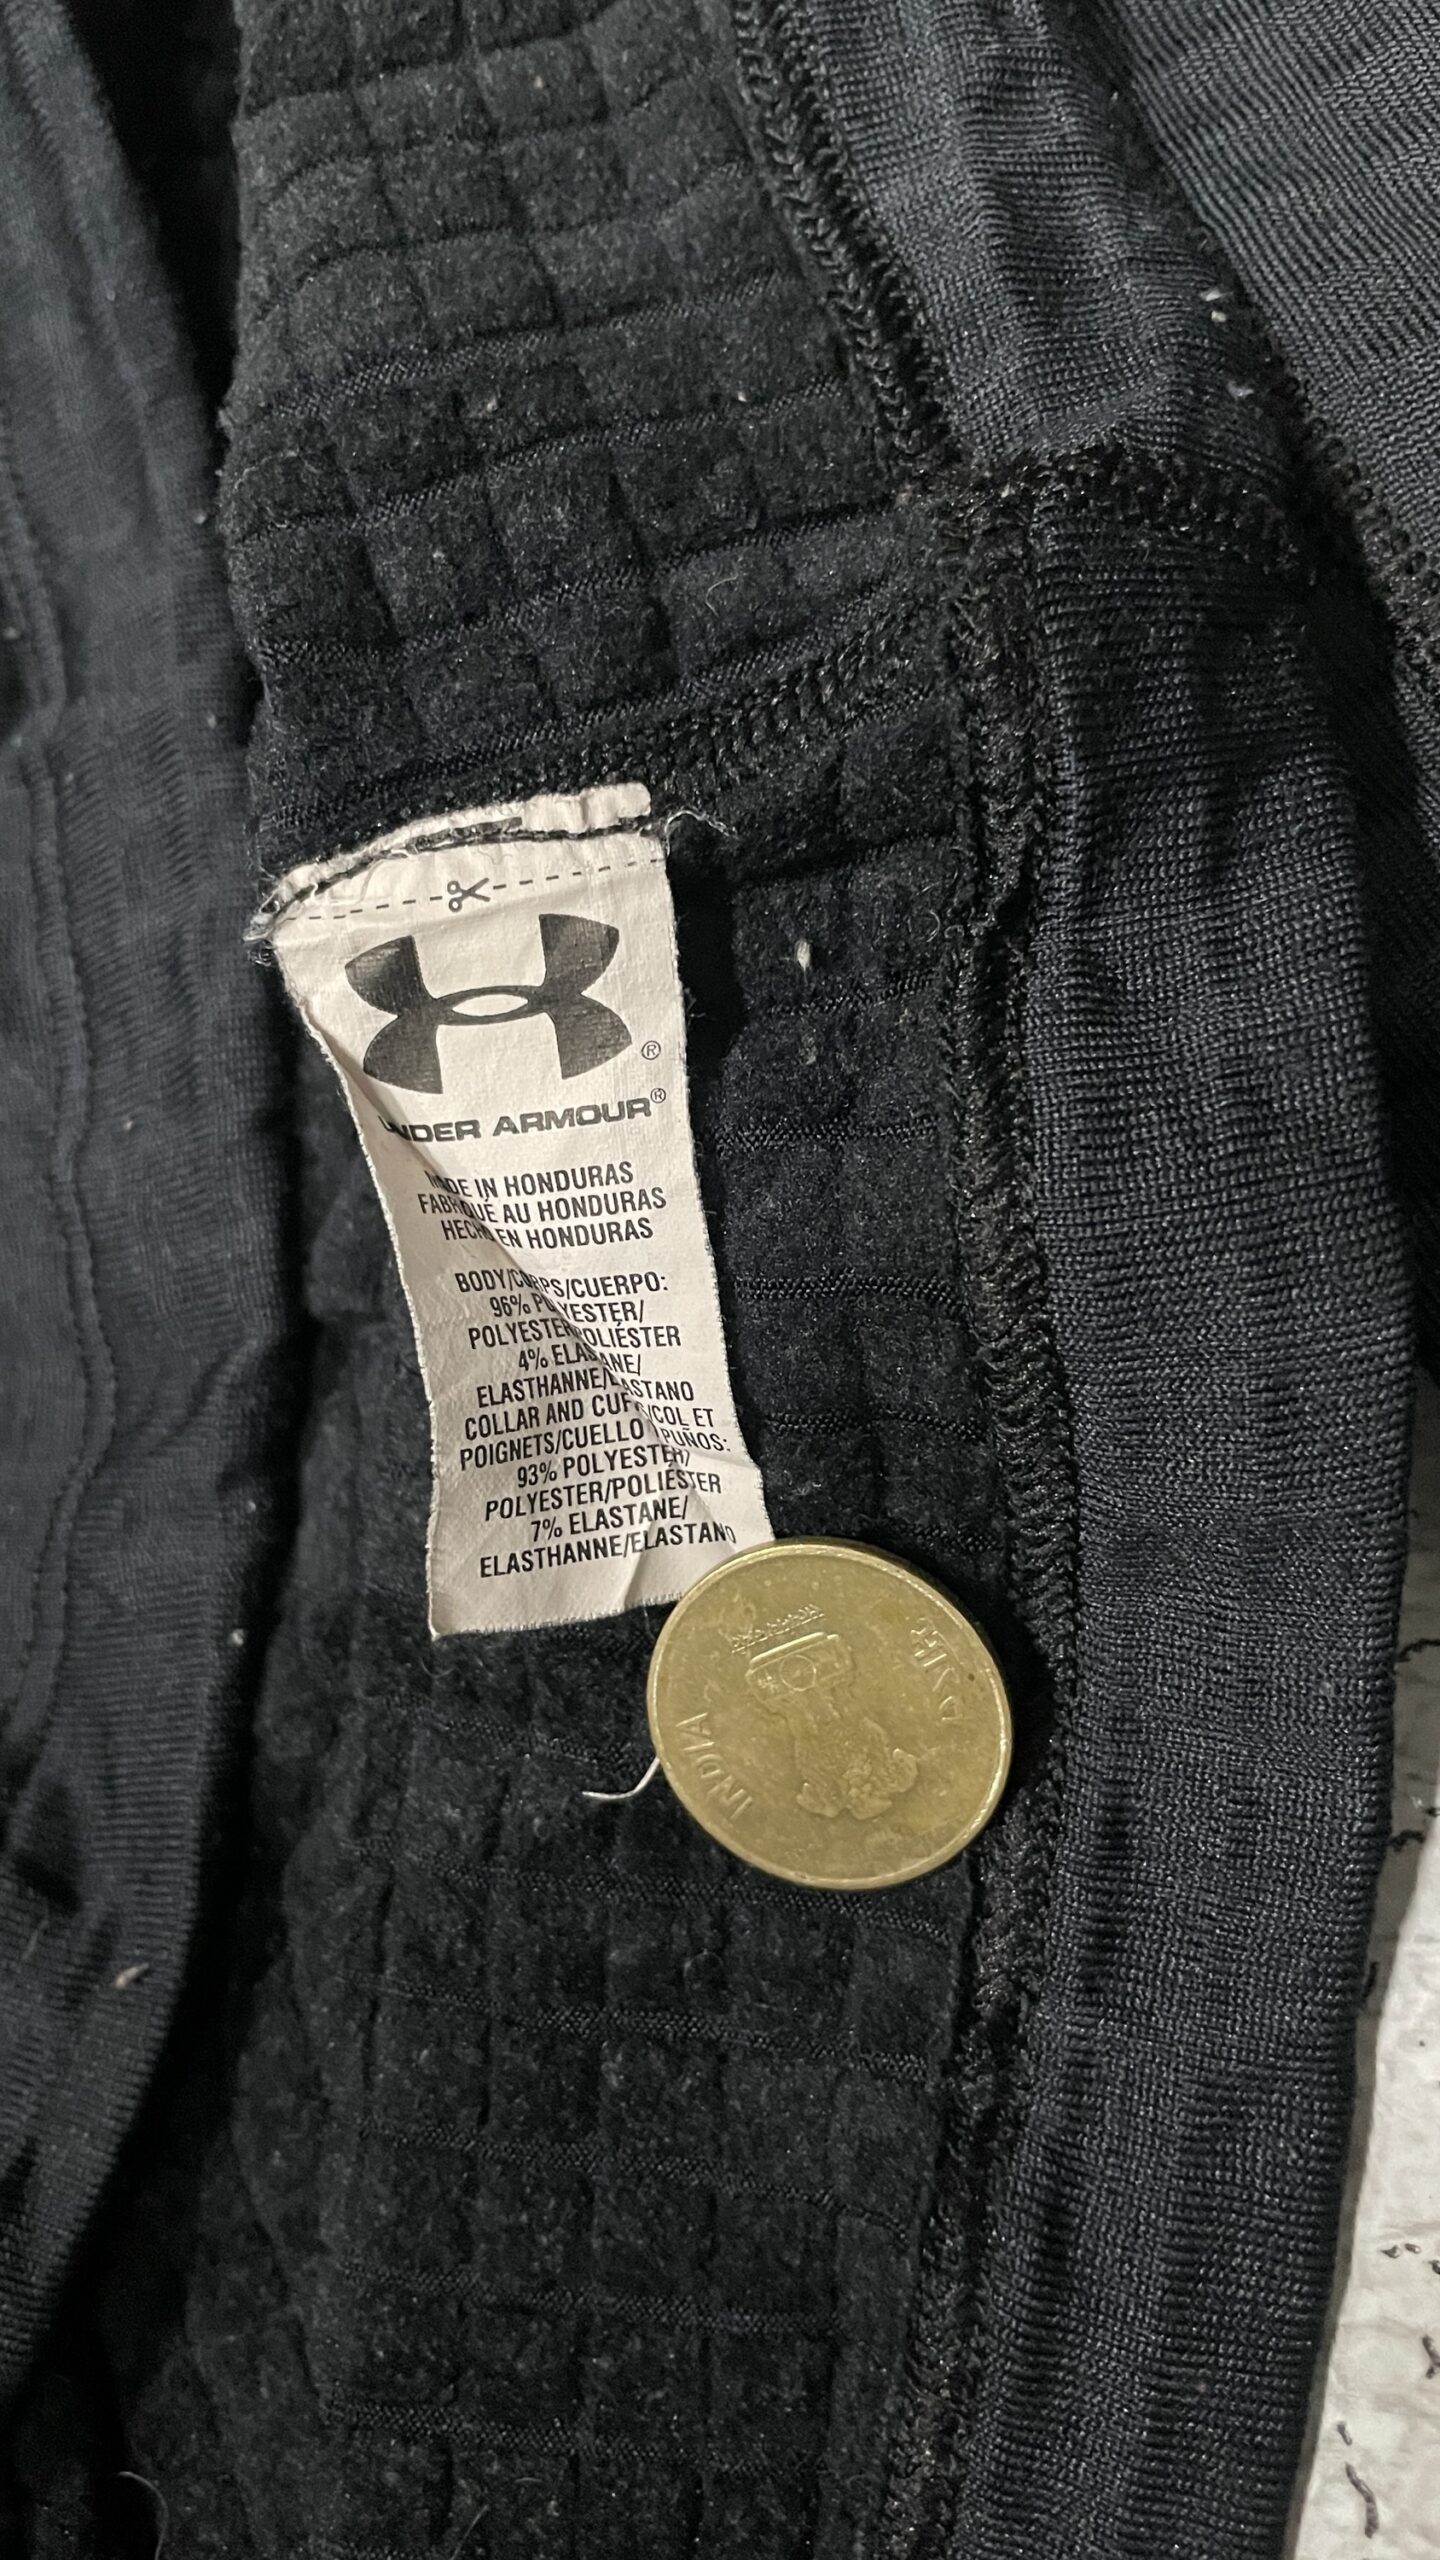 UNDER ARMOUR®
MADE IN HONDURAS
FABRIQUÉ AU HONDURAS
HECHO EN HONDURAS
BODY/CORPS/CUERPO:
96% POLYESTER/
POLYESTER/POLIÉSTER
4% ELASTANE/
ELASTHANNE/ELASTANO
COLLAR AND CUFFS/COL ET
POIGNETS/CUELLO Y PUÑOS:
93% POLYESTER/
POLYESTER/POLIÉSTER
7% ELASTANE/
ELASTHANNE/ELASTANO
भारत
INDIA